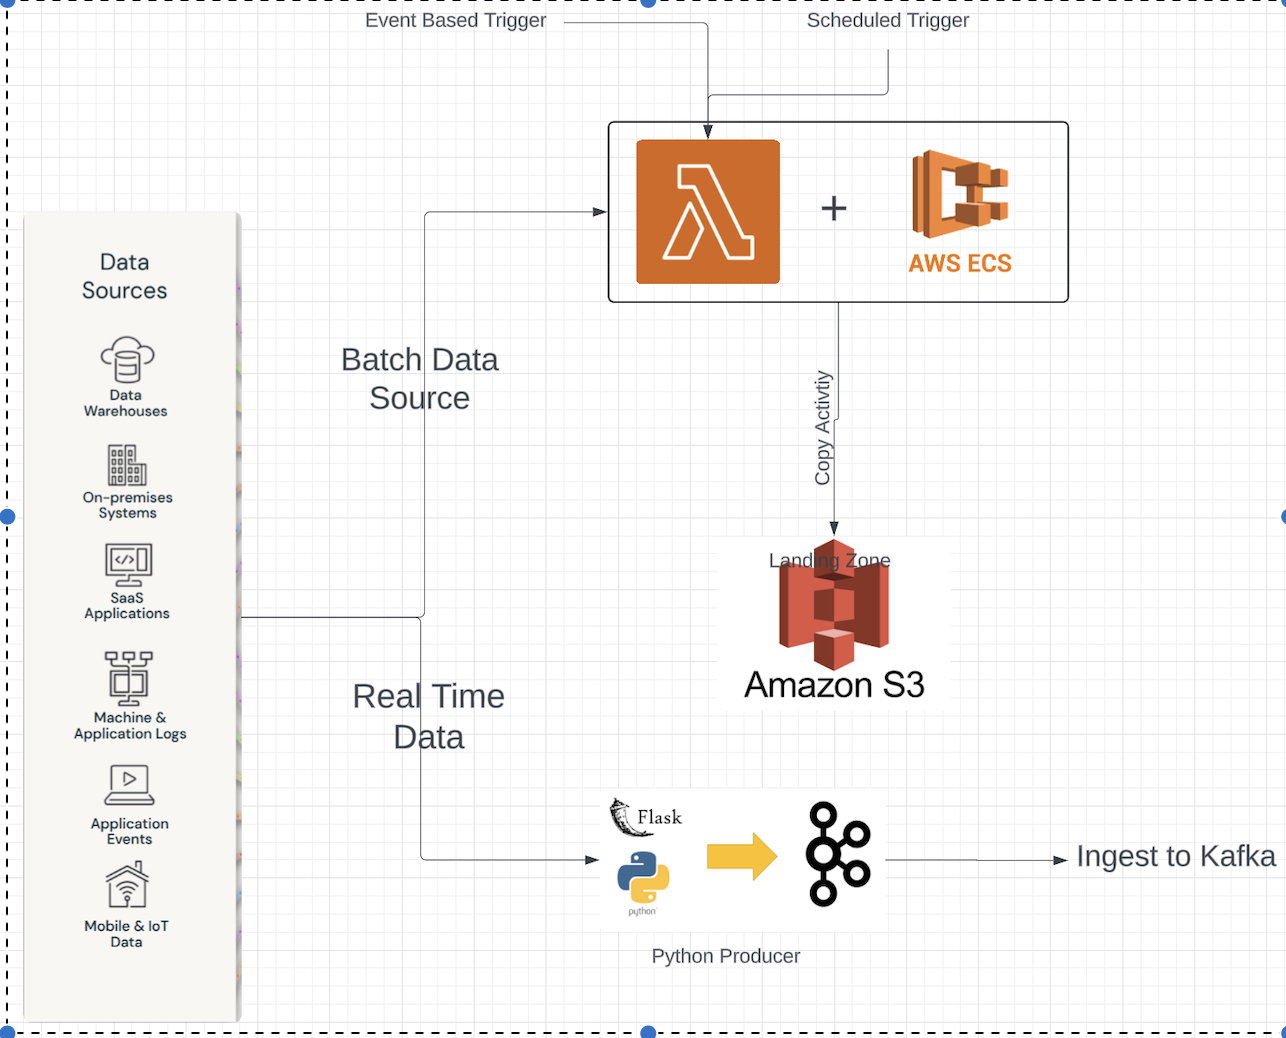 Event Based Trigger
Scheduled Trigger
+
AWS ECS
Data
Sources
Data
Warehouses
On-premises
Systems
SaaS
Applications
Machine &
Application Logs
Application
Events
Mobile & IoT
Data
Batch Data
Source
Copy Activtiy
Landing Zone
Amazon S3
Real Time
Data
Flask
python
Python Producer
Ingest to Kafka